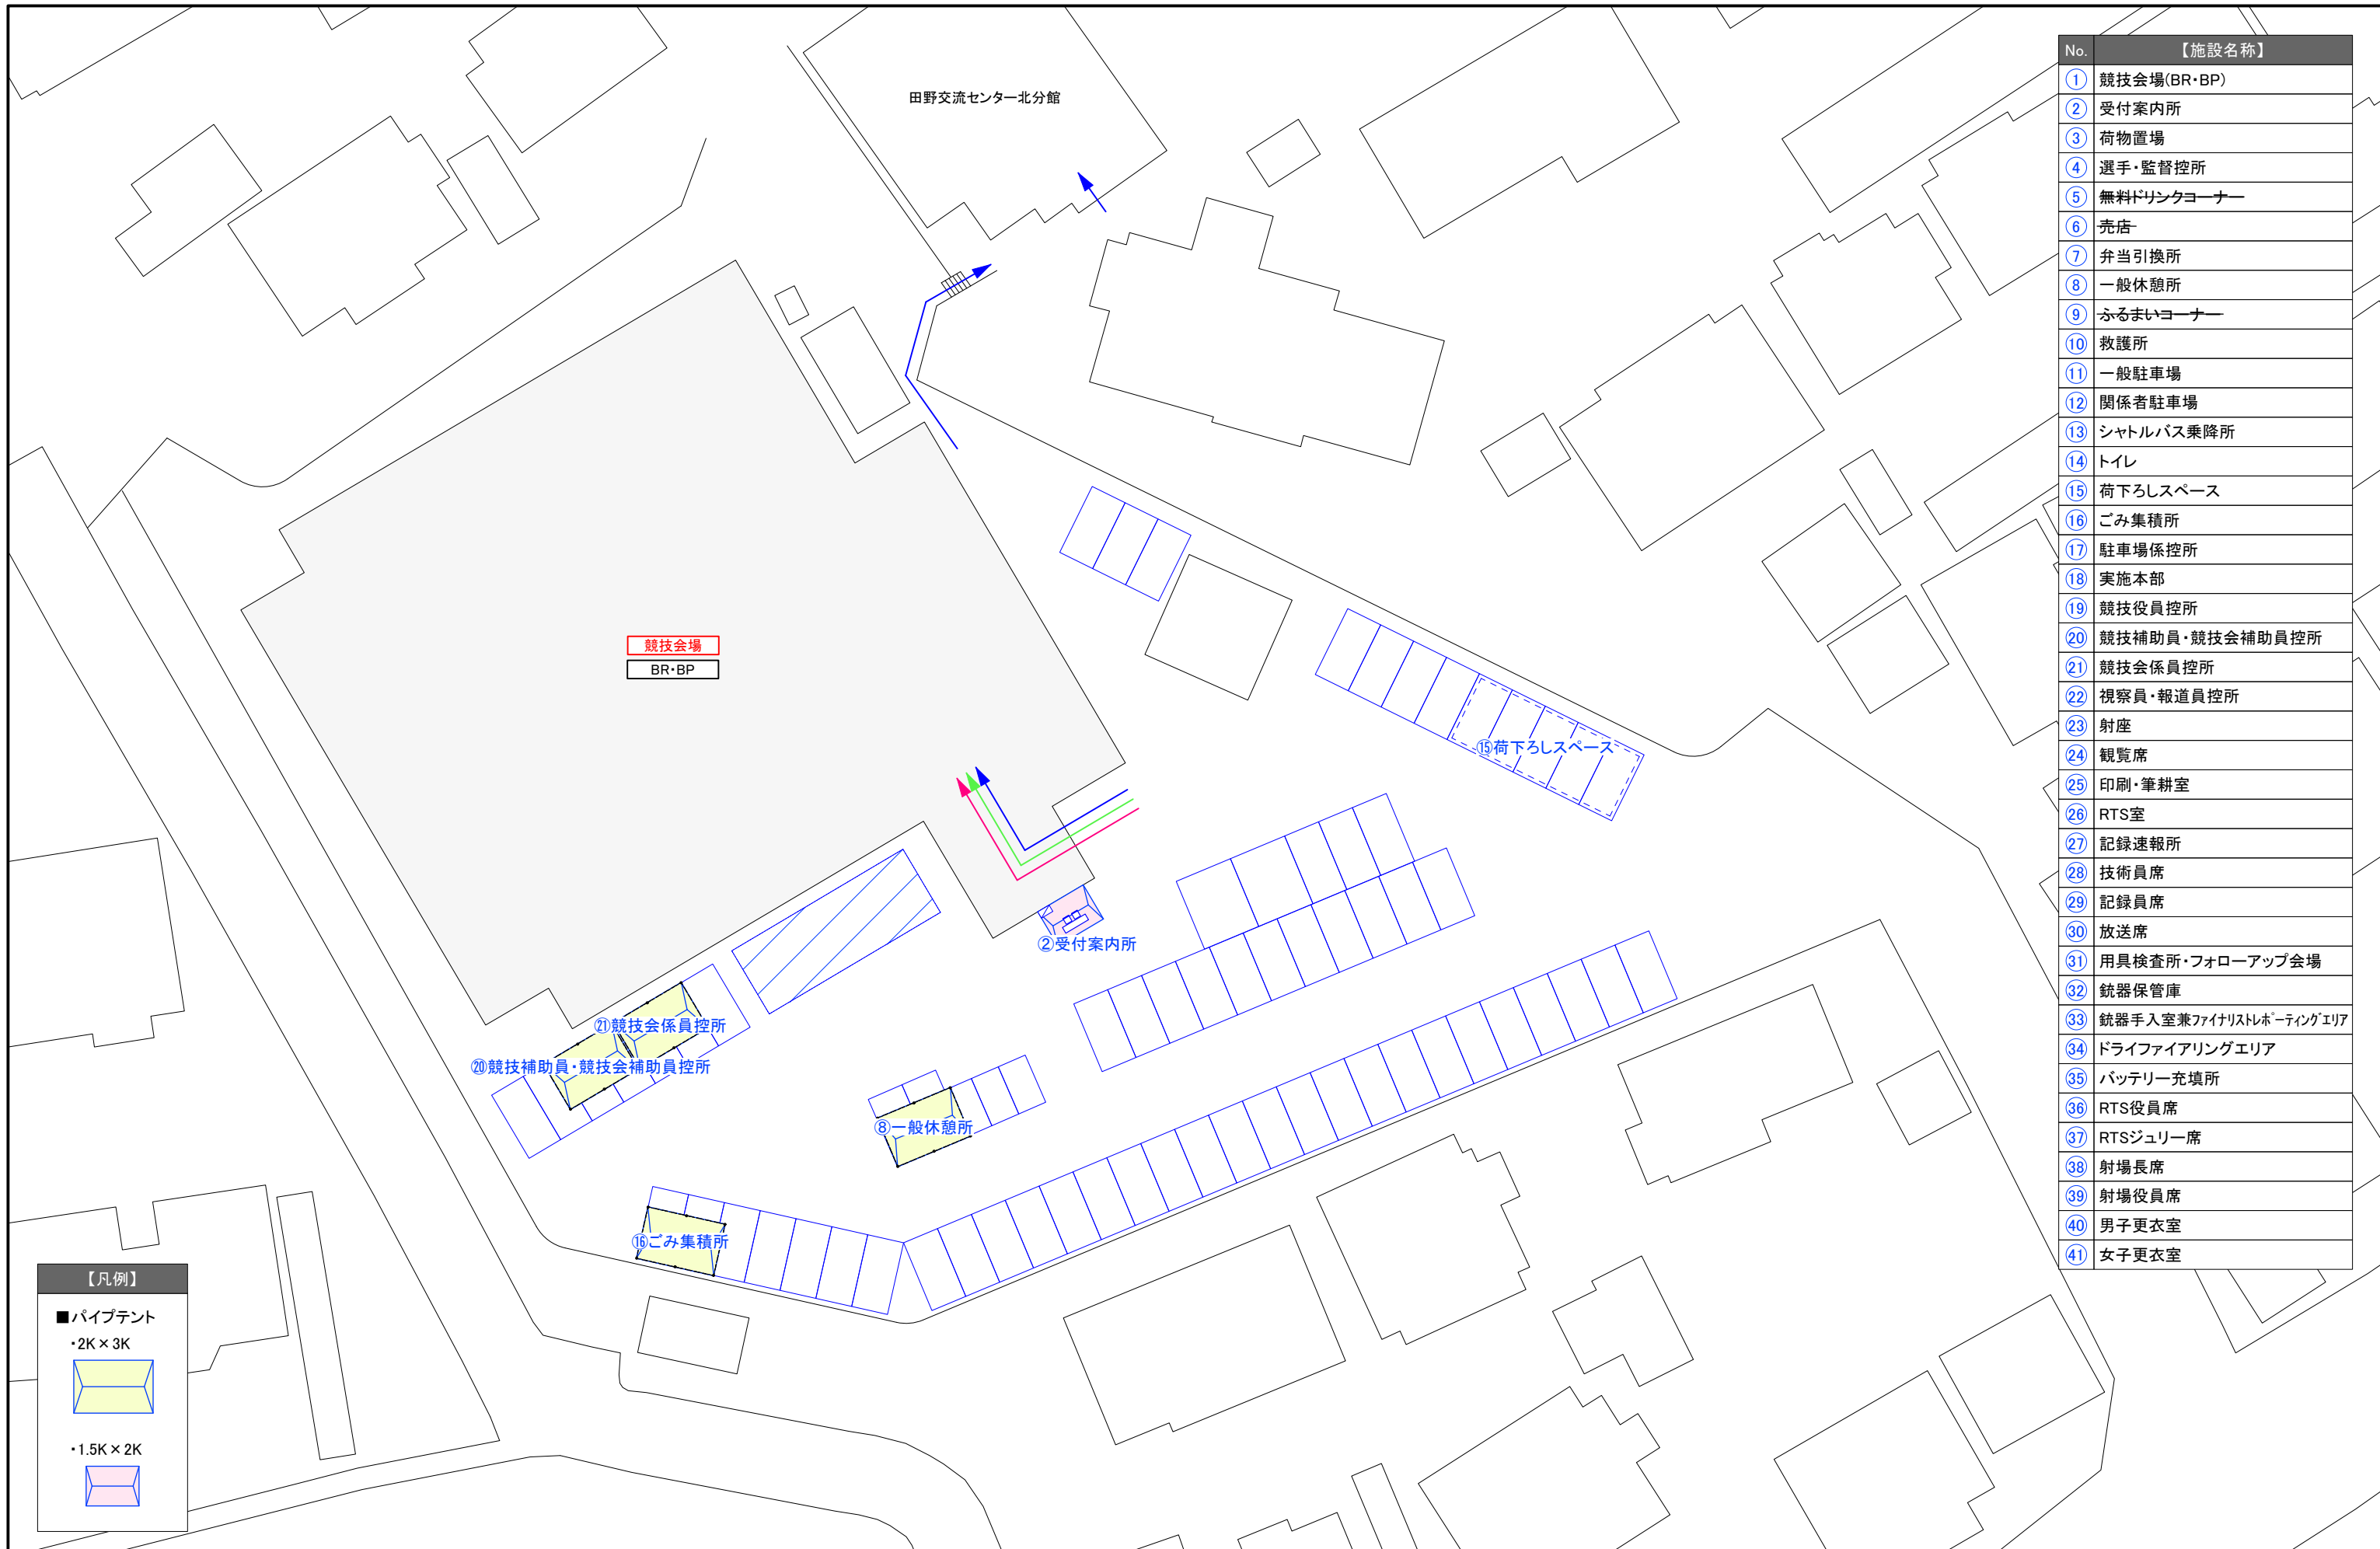 田野交流センター北分館
競技会場
BR・BP
⑮荷下ろしスペース
②受付案内所
㉑競技会係員控所
⑳競技補助員・競技会補助員控所
⑧一般休憩所
⑯ごみ集積所
【凡例】
■パイプテント
・2K×3K
・1.5K×2K
No. 【施設名称】
① 競技会場(BR・BP)
② 受付案内所
③ 荷物置場
④ 選手・監督控所
⑤ 無料ドリンクコーナー
⑥ 売店
⑦ 弁当引換所
⑧ 一般休憩所
⑨ ふるまいコーナー
⑩ 救護所
⑪ 一般駐車場
⑫ 関係者駐車場
⑬ シャトルバス乗降所
⑭ トイレ
⑮ 荷下ろしスペース
⑯ ごみ集積所
⑰ 駐車場係控所
⑱ 実施本部
⑲ 競技役員控所
⑳ 競技補助員・競技会補助員控所
㉑ 競技会係員控所
㉒ 視察員・報道員控所
㉓ 射座
㉔ 観覧席
㉕ 印刷・筆耕室
㉖ RTS室
㉗ 記録速報所
㉘ 技術員席
㉙ 記録員席
㉚ 放送席
㉛ 用具検査所・フォローアップ会場
㉜ 銃器保管庫
㉝ 銃器手入室兼ﾌｧｲﾅﾘｽﾄﾚﾎﾟｰﾃｨﾝｸﾞｴﾘｱ
㉞ ドライファイアリングエリア
㉟ バッテリー充填所
㊱ RTS役員席
㊲ RTSジュリー席
㊳ 射場長席
㊴ 射場役員席
㊵ 男子更衣室
㊶ 女子更衣室